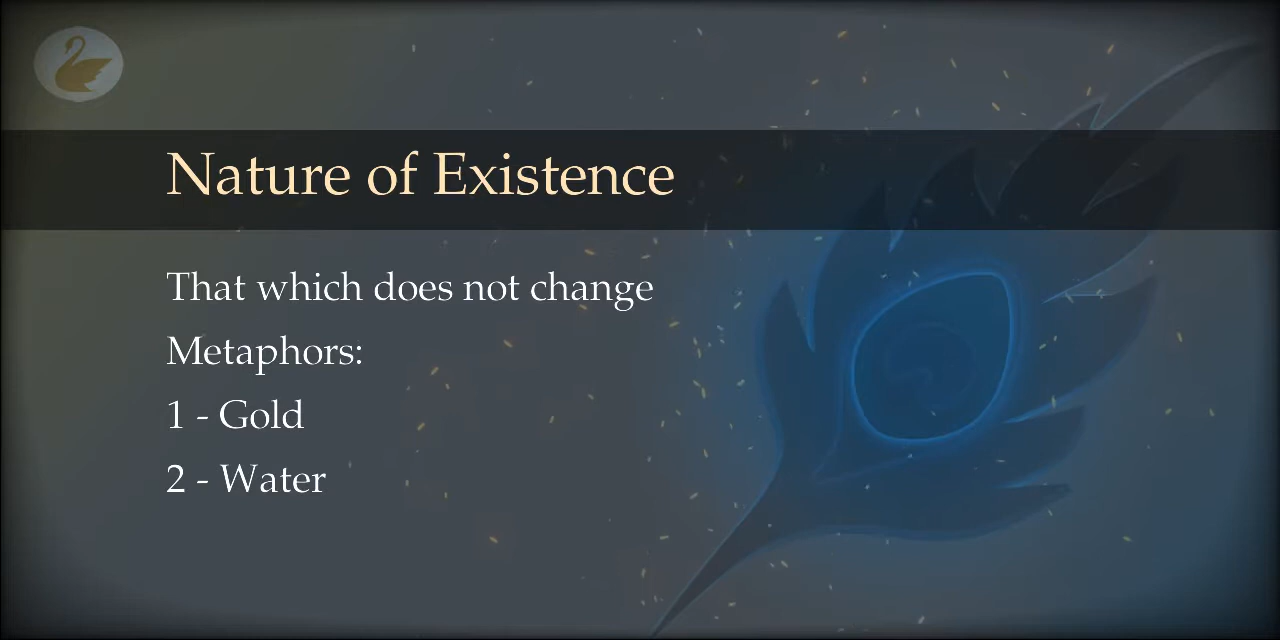 Nature of Existence
That which does not change
Metaphors:
1 - Gold
2 - Water